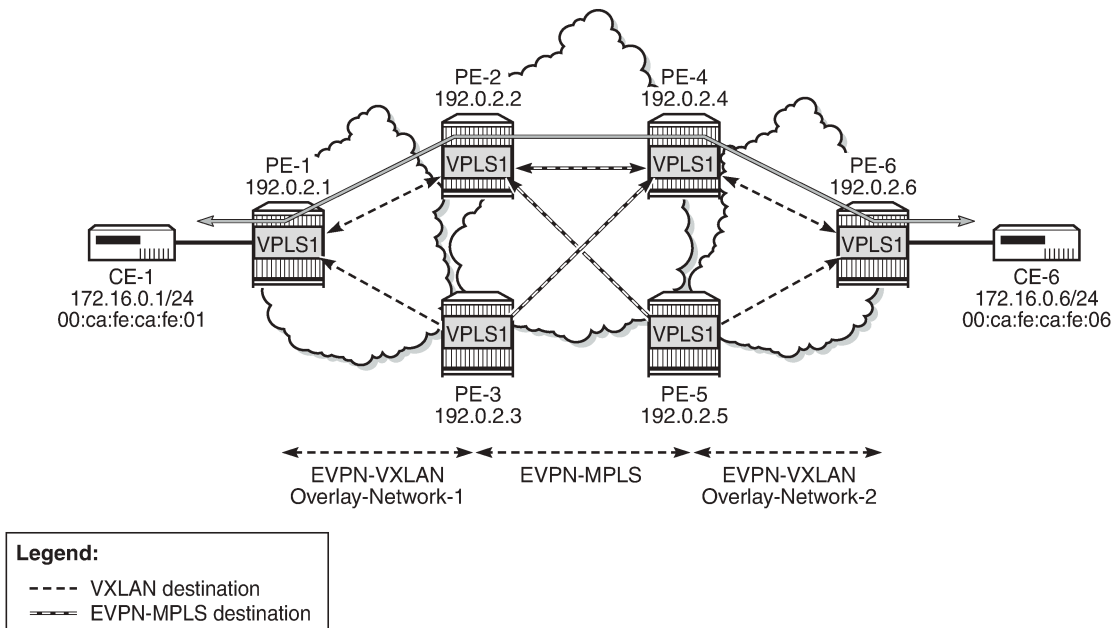 PE-2
192.0.2.2
PE-4
192.0.2.4
PE-1
192.0.2.1
PE-6
192.0.2.6
VPLS1
VPLS1
VPLS1
VPLS1
CE-1
172.16.0.1/24
00:ca:fe:ca:fe:01
CE-6
172.16.0.6/24
00:ca:fe:ca:fe:06
VPLS1
VPLS1
PE-3
192.0.2.3
PE-5
192.0.2.5
EVPN-VXLAN
Overlay-Network-1
EVPN-MPLS
EVPN-VXLAN
Overlay-Network-2
Legend:
VXLAN destination
EVPN-MPLS destination